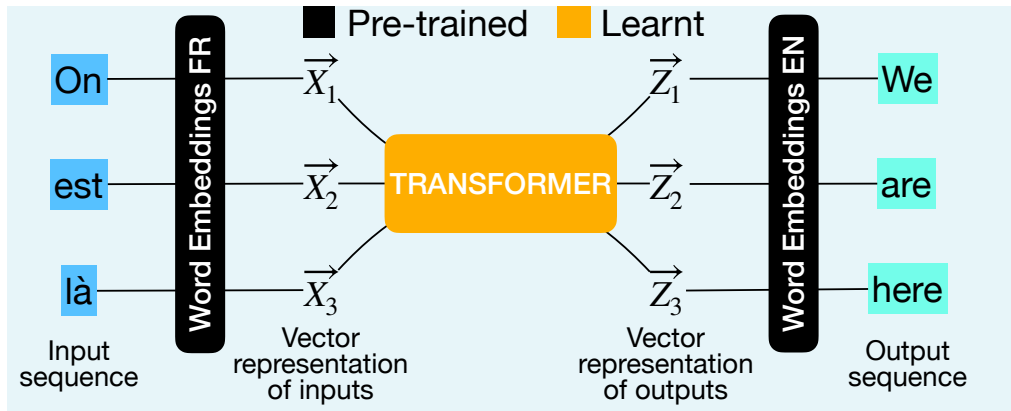 Pre-trained Learnt
On
est
là
Word Embeddings FR
X₁
X₂
X₃
TRANSFORMER
Z₁
Z₂
Z₃
Word Embeddings EN
We
are
here
Input
sequence
Vector
representation
of inputs
Vector
representation
of outputs
Output
sequence